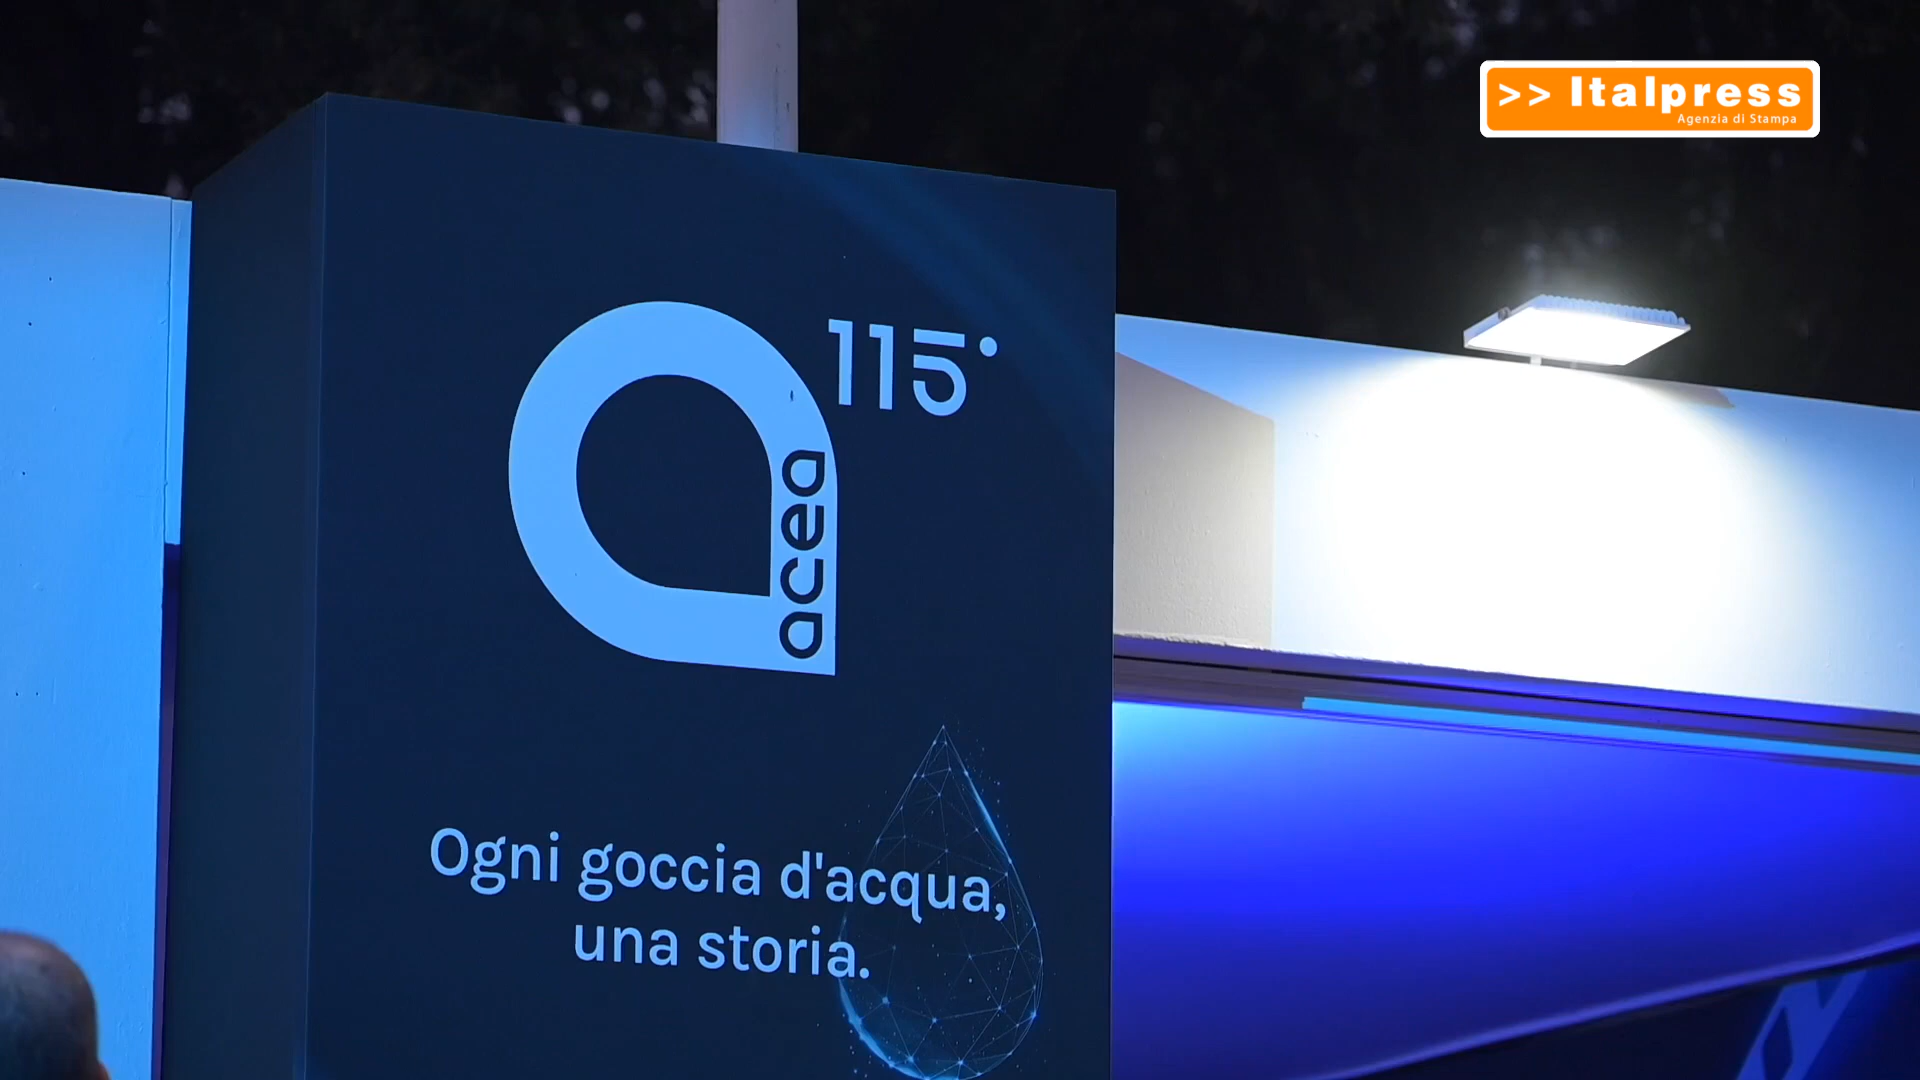 >> Italpress
Agenzia di Stampa
115°
acea
Ogni goccia d'acqua,
una storia.